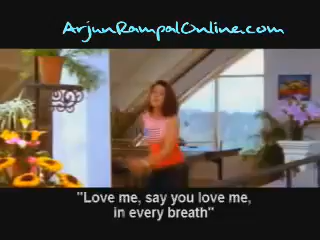 ArjunRampalOnline.com
"Love me, say you love me,
in every breath"